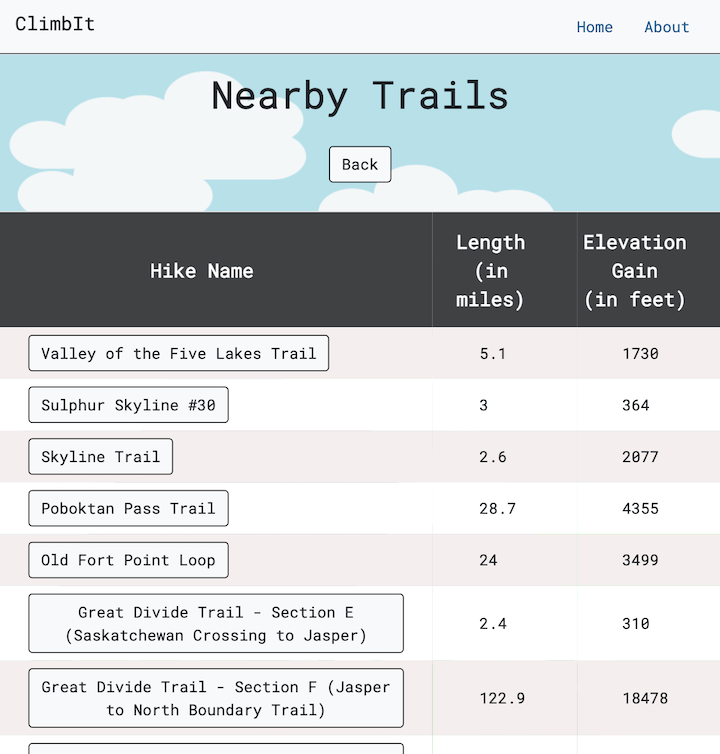 ClimbIt
Home About
Nearby Trails
Back
Hike Name
Length
(in
miles)
Elevation
Gain
(in feet)
Valley of the Five Lakes Trail 5.1 1730
Sulphur Skyline #30 3 364
Skyline Trail 2.6 2077
Poboktan Pass Trail 28.7 4355
Old Fort Point Loop 24 3499
Great Divide Trail - Section E
(Saskatchewan Crossing to Jasper)
2.4 310
Great Divide Trail - Section F (Jasper
to North Boundary Trail)
122.9 18478